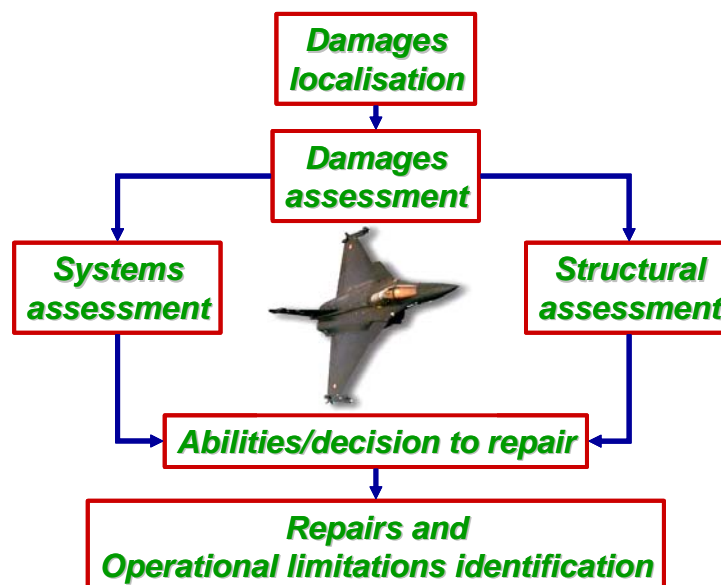 Damages
localisation
Damages
assessment
Systems
assessment
Structural
assessment
Abilities/decision to repair
Repairs and
Operational limitations identification